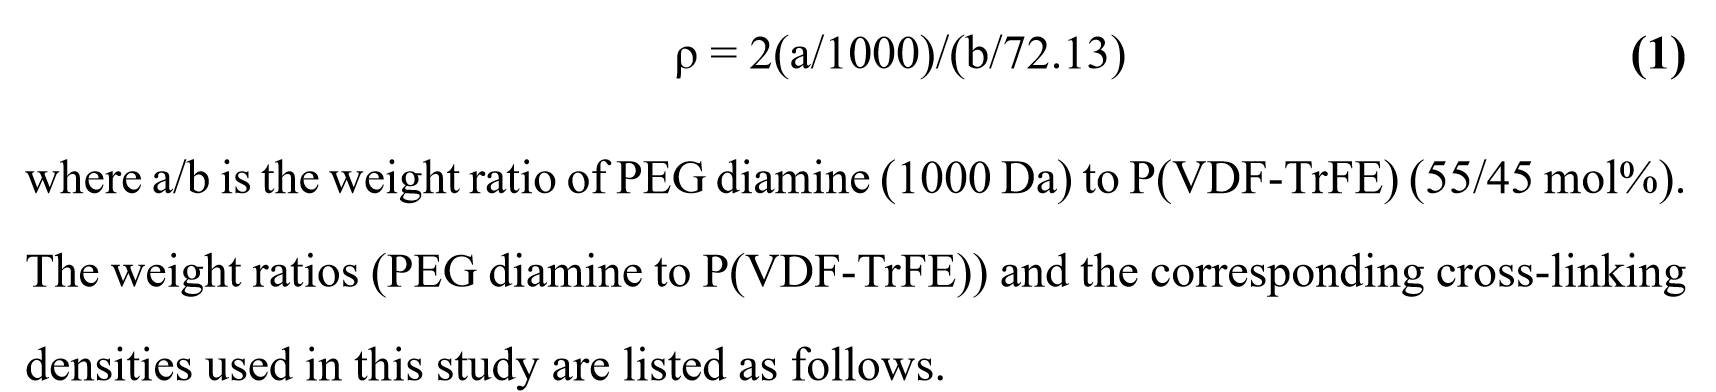 ρ = 2(a/1000)/(b/72.13) (1)
where a/b is the weight ratio of PEG diamine (1000 Da) to P(VDF-TrFE) (55/45 mol%).
The weight ratios (PEG diamine to P(VDF-TrFE)) and the corresponding cross-linking
densities used in this study are listed as follows.